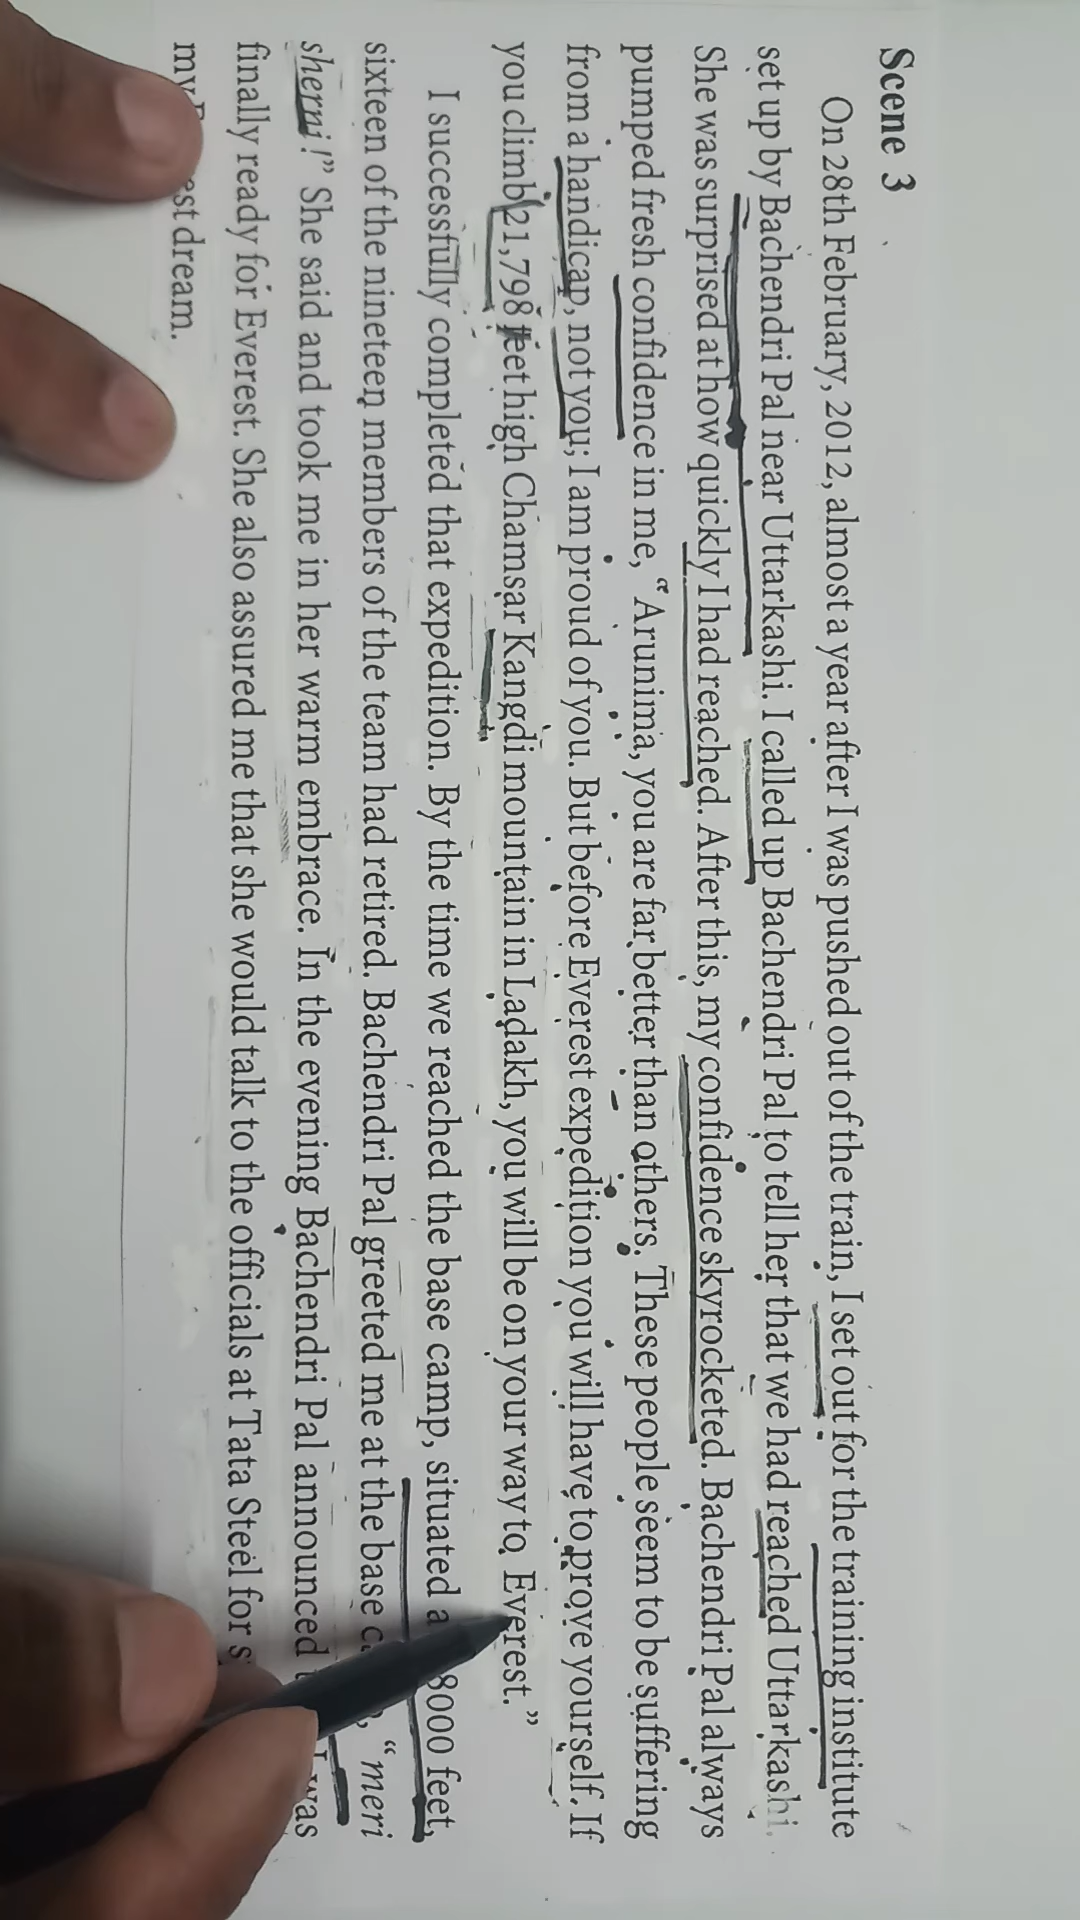 Scene 3
On 28th February, 2012, almost a year after I was pushed out of the train, I set out for the training institute
set up by Bachendri Pal near Uttarkashi. I called up Bachendri Pal to tell her that we had reached Uttarkashi.
She was surprised at how quickly I had reached. After this, my confidence skyrocketed. Bachendri Pal always
pumped fresh confidence in me, “Arunima, you are far better than others. These people seem to be suffering
from a handicap, not you; I am proud of you. But before Everest expedition you will have to prove yourself. If
you climb 21,798 feet high Chamsar Kangdi mountain in Ladakh, you will be on your way to Everest.”
I successfully completed that expedition. By the time we reached the base camp, situated 8000 feet,
sixteen of the nineteen members of the team had retired. Bachendri Pal greeted me at the base “meri
sherni!” She said and took me in her warm embrace. In the evening Bachendri Pal announced I was
finally ready for Everest. She also assured me that she would talk to the officials at Tata Steel for
my dream.